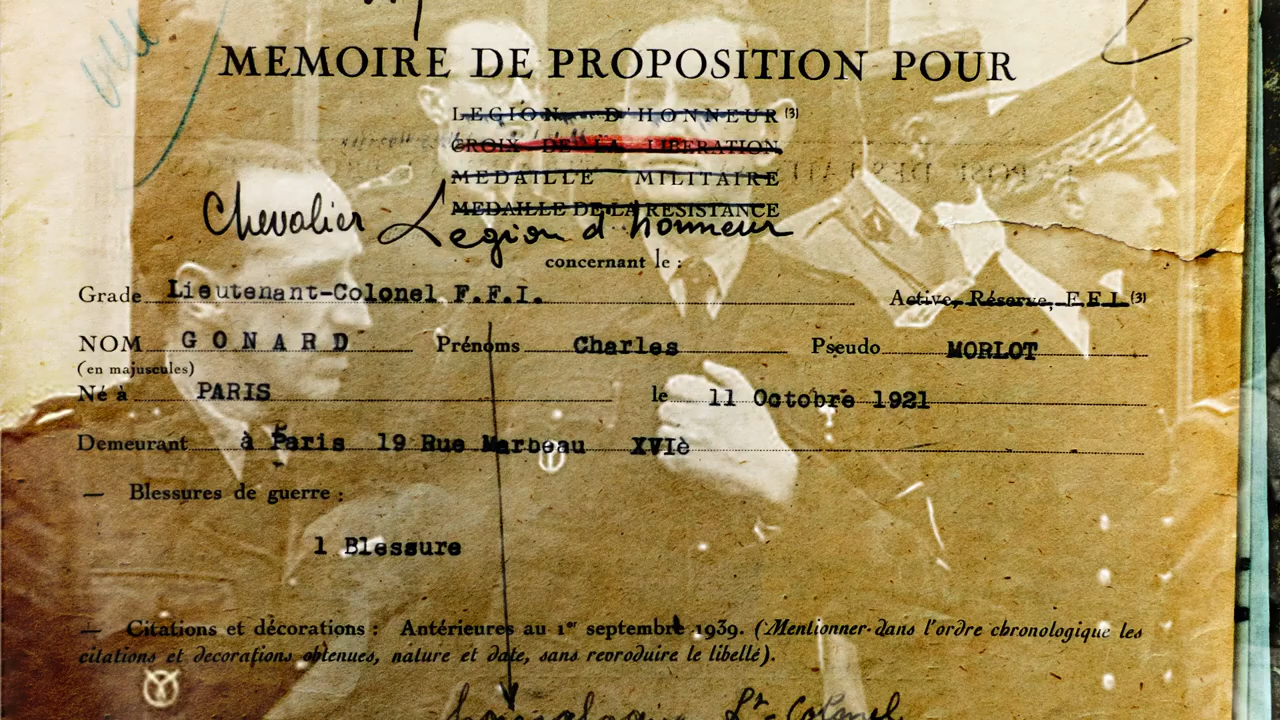 MEMOIRE DE PROPOSITION POUR
LEGION D'HONNEUR (3)
CROIX DE LA LIBERATION
MEDAILLE MILITAIRE
MEDAILLE DE LA RESISTANCE
Chevalier Legion d'honneur
concernant le :
Grade Lieutenant-Colonel F.F.I. Active, Réserve, F.F.I. (3)
NOM GONARD Prénoms Charles Pseudo MORLOT
(en majuscules)
Né à PARIS le 11 Octobre 1921
Demeurant à Paris 19 Rue Marbeau XVIè
— Blessures de guerre :
1 Blessure
— Citations et décorations : Antérieures au 1er septembre 1939. (Mentionner dans l'ordre chronologique les
citations et decorations obtenues, nature et date, sans reproduire le libellé).
Lt-Colonel